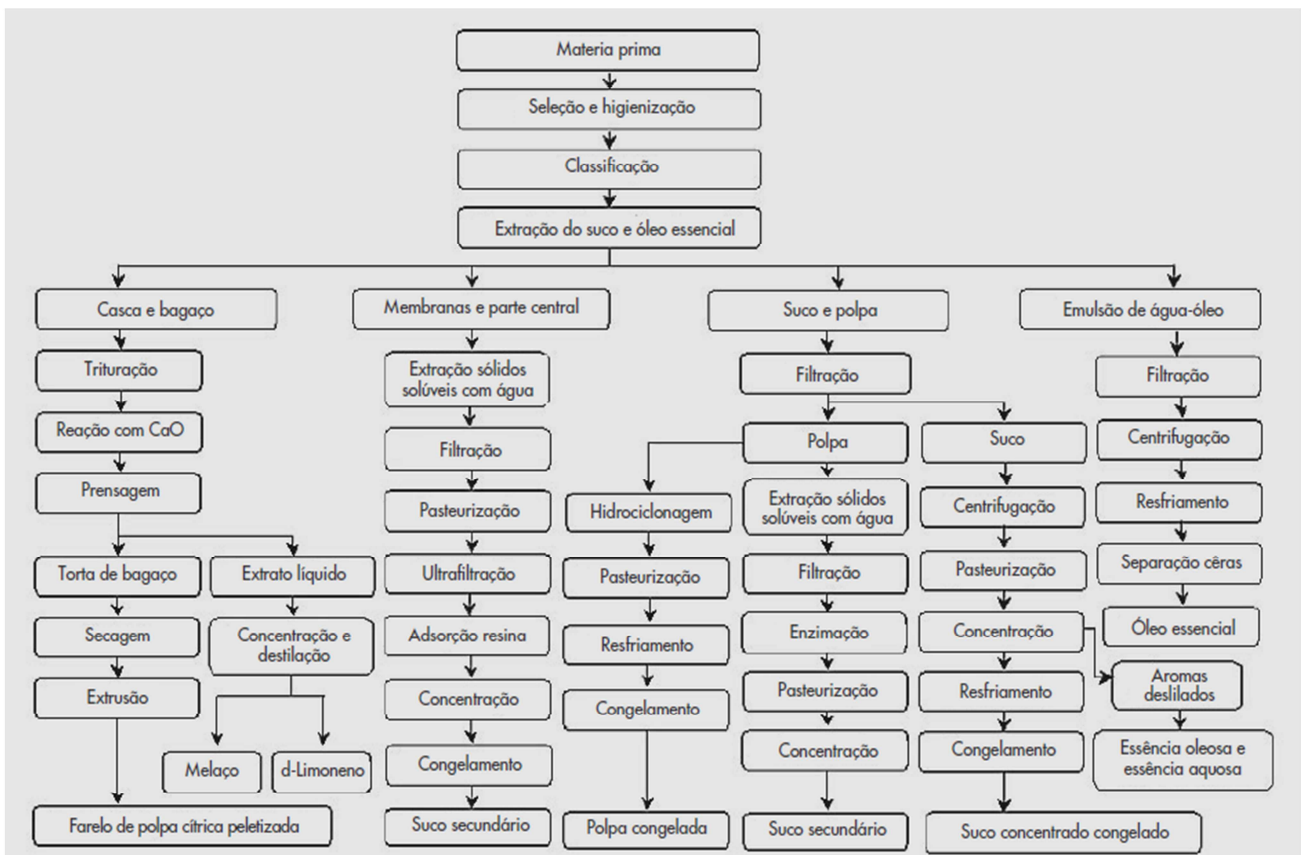 Materia prima
Seleção e higienização
Classificação
Extração do suco e óleo essencial
Casca e bagaço
Trituração
Reação com CaO
Prensagem
Torta de bagaço
Secagem
Extrusão
Farelo de polpa cítrica peletizada
Extrato líquido
Concentração e
destilação
Melaço
d-Limoneno
Membranas e parte central
Extração sólidos
solúveis com água
Filtração
Pasteurização
Ultrafiltração
Adsorção resina
Concentração
Congelamento
Suco secundário
Suco e polpa
Filtração
Polpa
Hidrociclonagem
Pasteurização
Resfriamento
Congelamento
Polpa congelada
Extração sólidos
solúveis com água
Filtração
Enzimação
Pasteurização
Concentração
Suco secundário
Suco
Centrifugação
Pasteurização
Concentração
Resfriamento
Congelamento
Suco concentrado congelado
Aromas
deslilados
Essência oleosa e
essência aquosa
Emulsão de água-óleo
Filtração
Centrifugação
Resfriamento
Separação cêras
Óleo essencial